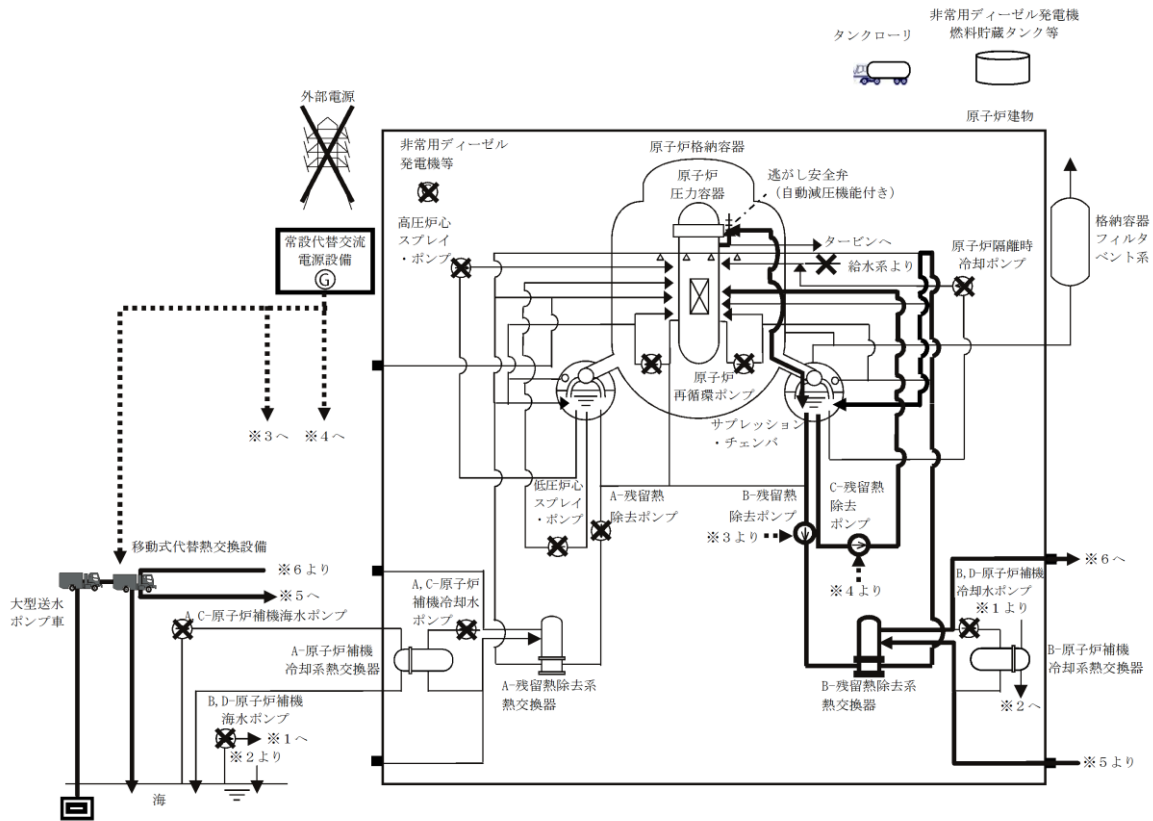 非常用ディーゼル発電機
燃料貯蔵タンク等
タンクローリ
外部電源
原子炉建物
非常用ディーゼル
発電機等
原子炉格納容器
原子炉
圧力容器
逃がし安全弁
（自動減圧機能付き）
高圧炉心
スプレイ
・ポンプ
常設代替交流
電源設備
G
タービンへ
給水系より
原子炉隔離時
冷却ポンプ
格納容器
フィルタ
ベント系
原子炉
再循環ポンプ
サプレッション
・チェンバ
※３へ
※４へ
低圧炉心
スプレイ
・ポンプ
A-残留熱
除去ポンプ
B-残留熱
除去ポンプ
C-残留熱
除去
ポンプ
※３より
※４より
移動式代替熱交換設備
※６より
※５へ
大型送水
ポンプ車
A,C-原子炉補機海水ポンプ
A,C-原子炉
補機冷却水
ポンプ
B,D-原子炉補機
冷却水ポンプ
※１より
※６へ
A-原子炉補機
冷却系熱交換器
A-残留熱除去系
熱交換器
B-残留熱除去系
熱交換器
B-原子炉補機
冷却系熱交換器
※２へ
B,D-原子炉補機
海水ポンプ
※１へ
※２より
※５より
海